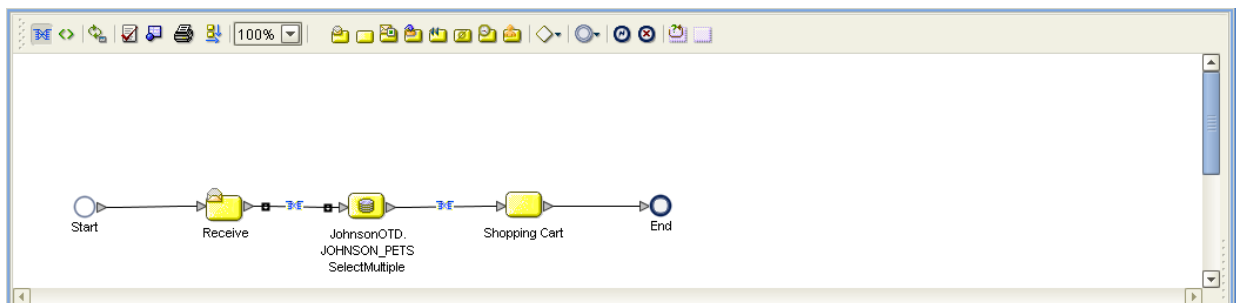 100%
Start
Receive
JohnsonOTD.
JOHNSON_PETS
SelectMultiple
Shopping Cart
End